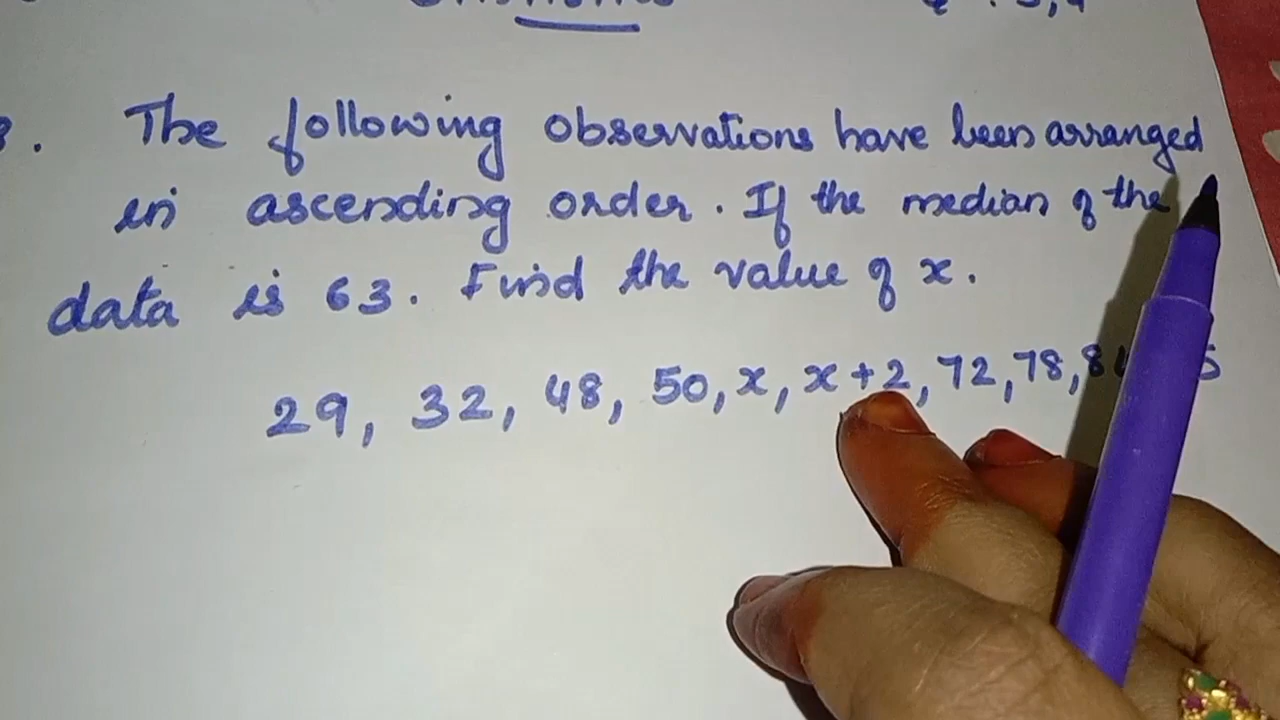 The following observations have been arranged
in ascending order. If the median of the
data is 63. Find the value of x.
29, 32, 48, 50, x, x+2, 72, 78,